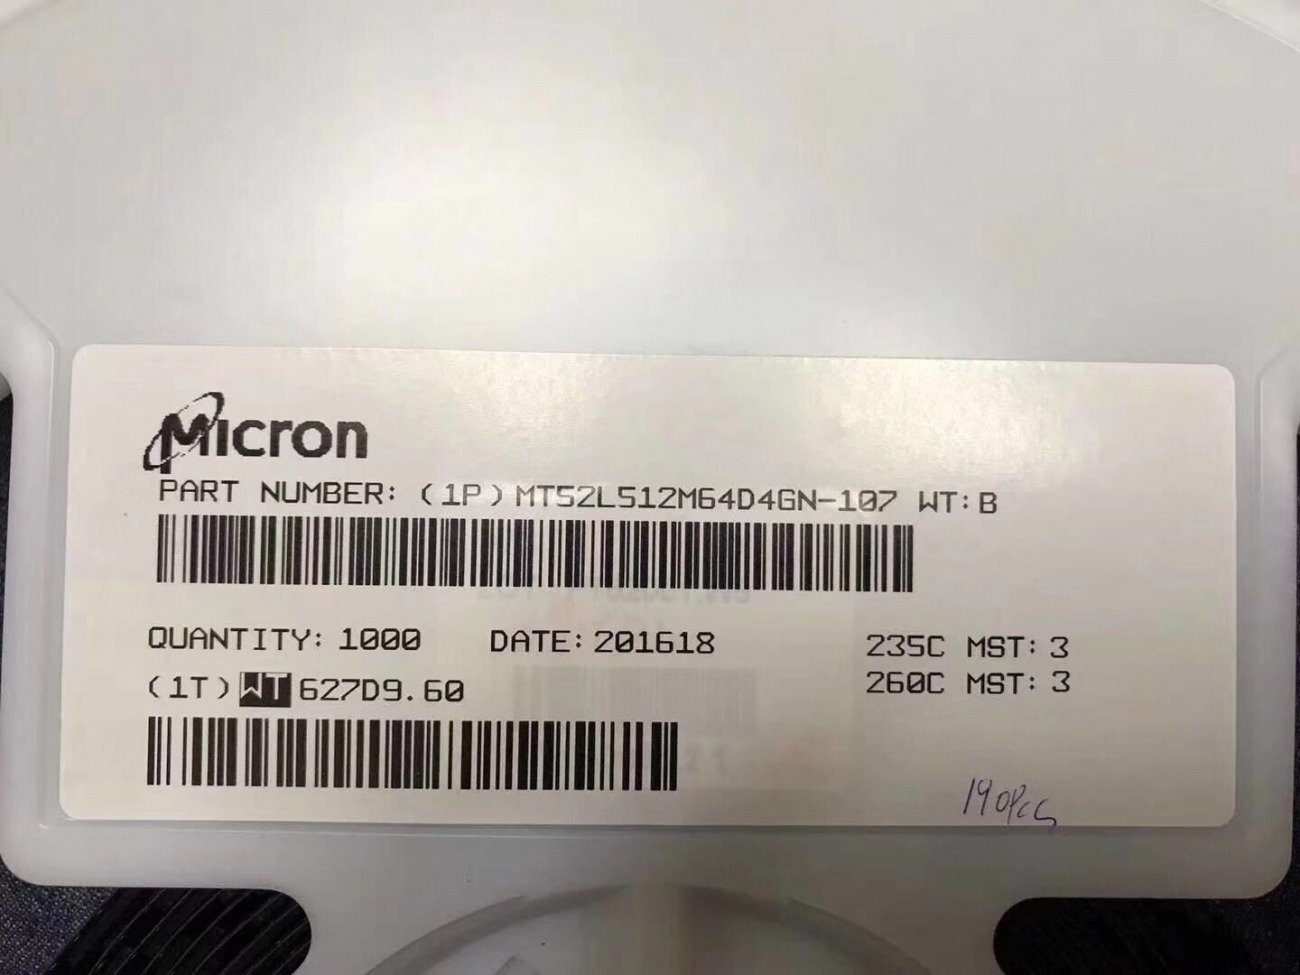 Micron
PART NUMBER: (1P)MT52L512M64D4GN-107 WT:B
QUANTITY: 1000 DATE: 201618 235C MST: 3
(1T) WT 627D9.60 260C MST: 3
190Pcs